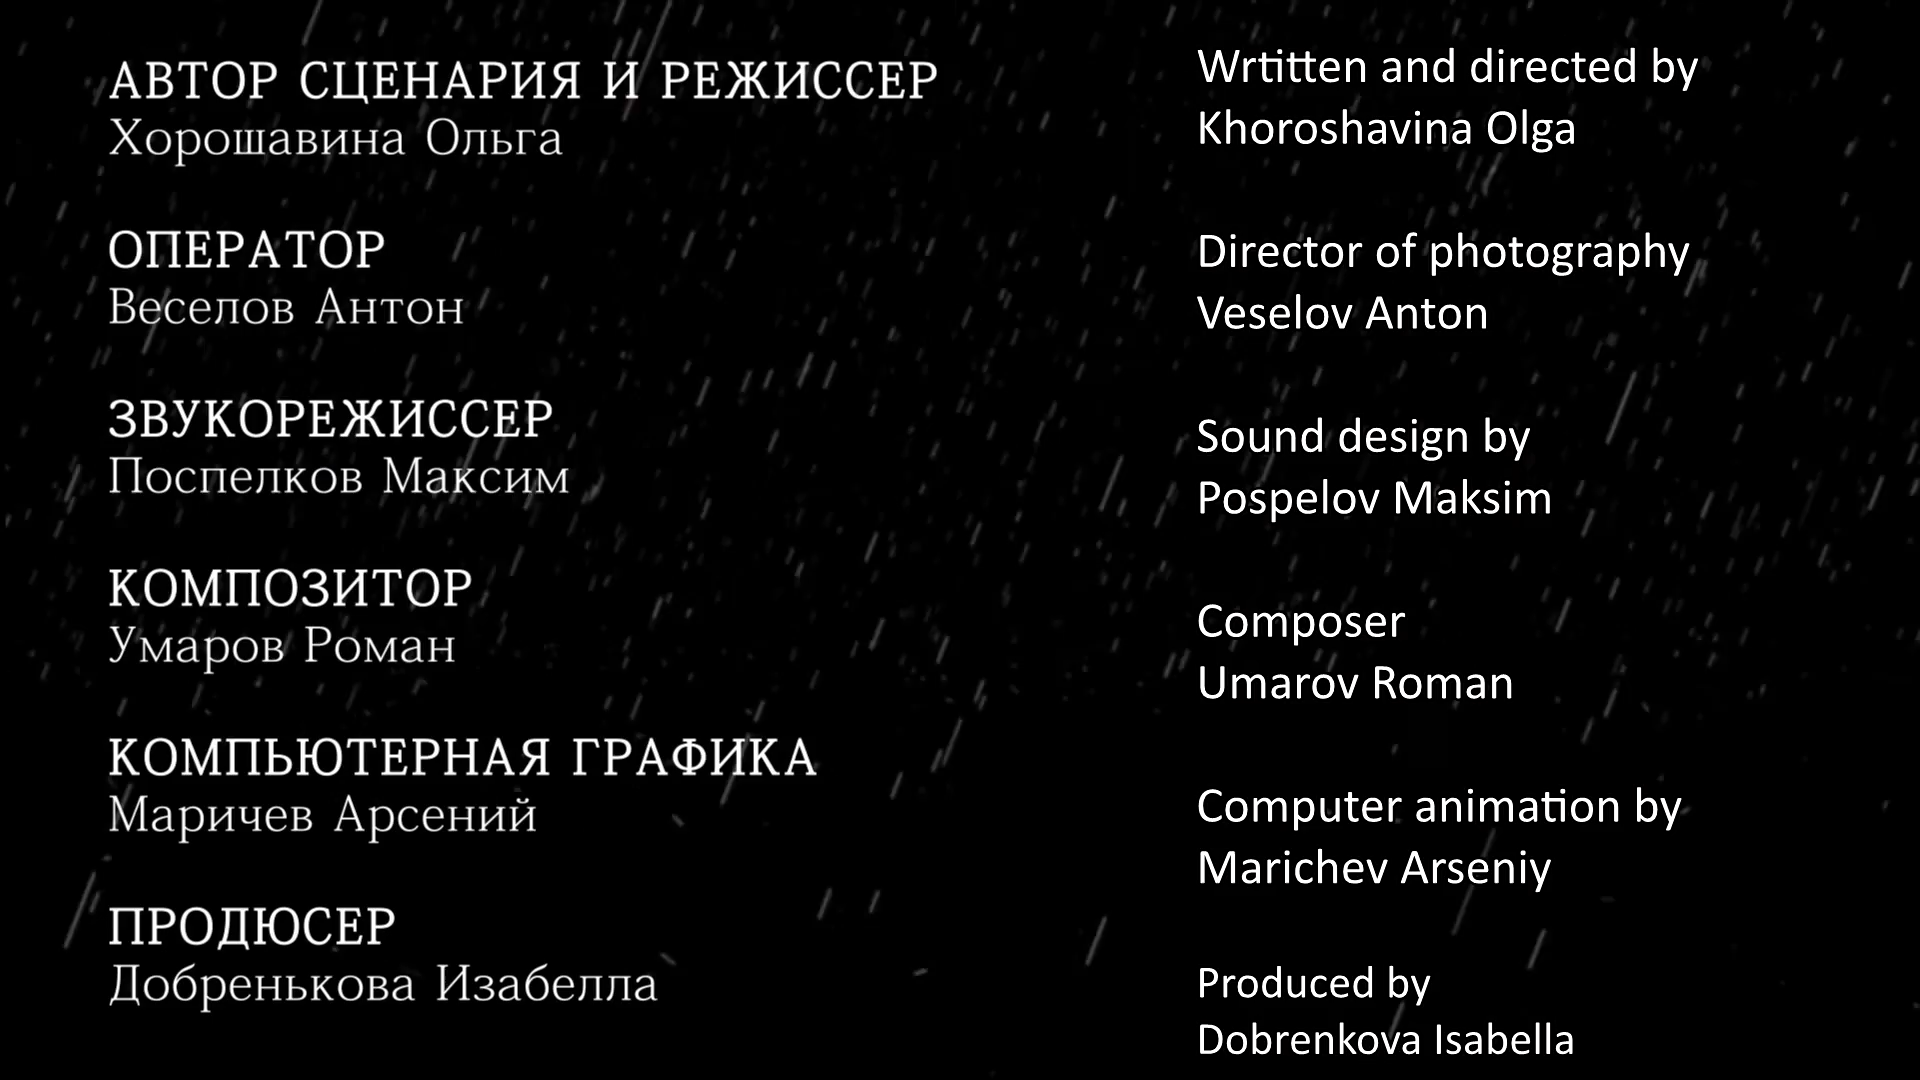 АВТОР СЦЕНАРИЯ И РЕЖИССЕР
Хорошавина Ольга
ОПЕРАТОР
Веселов Антон
ЗВУКОРЕЖИССЕР
Поспелков Максим
КОМПОЗИТОР
Умаров Роман
КОМПЬЮТЕРНАЯ ГРАФИКА
Маричев Арсений
ПРОДЮСЕР
Добренькова Изабелла
Wrtitten and directed by
Khoroshavina Olga
Director of photography
Veselov Anton
Sound design by
Pospelov Maksim
Composer
Umarov Roman
Computer animation by
Marichev Arseniy
Produced by
Dobrenkova Isabella